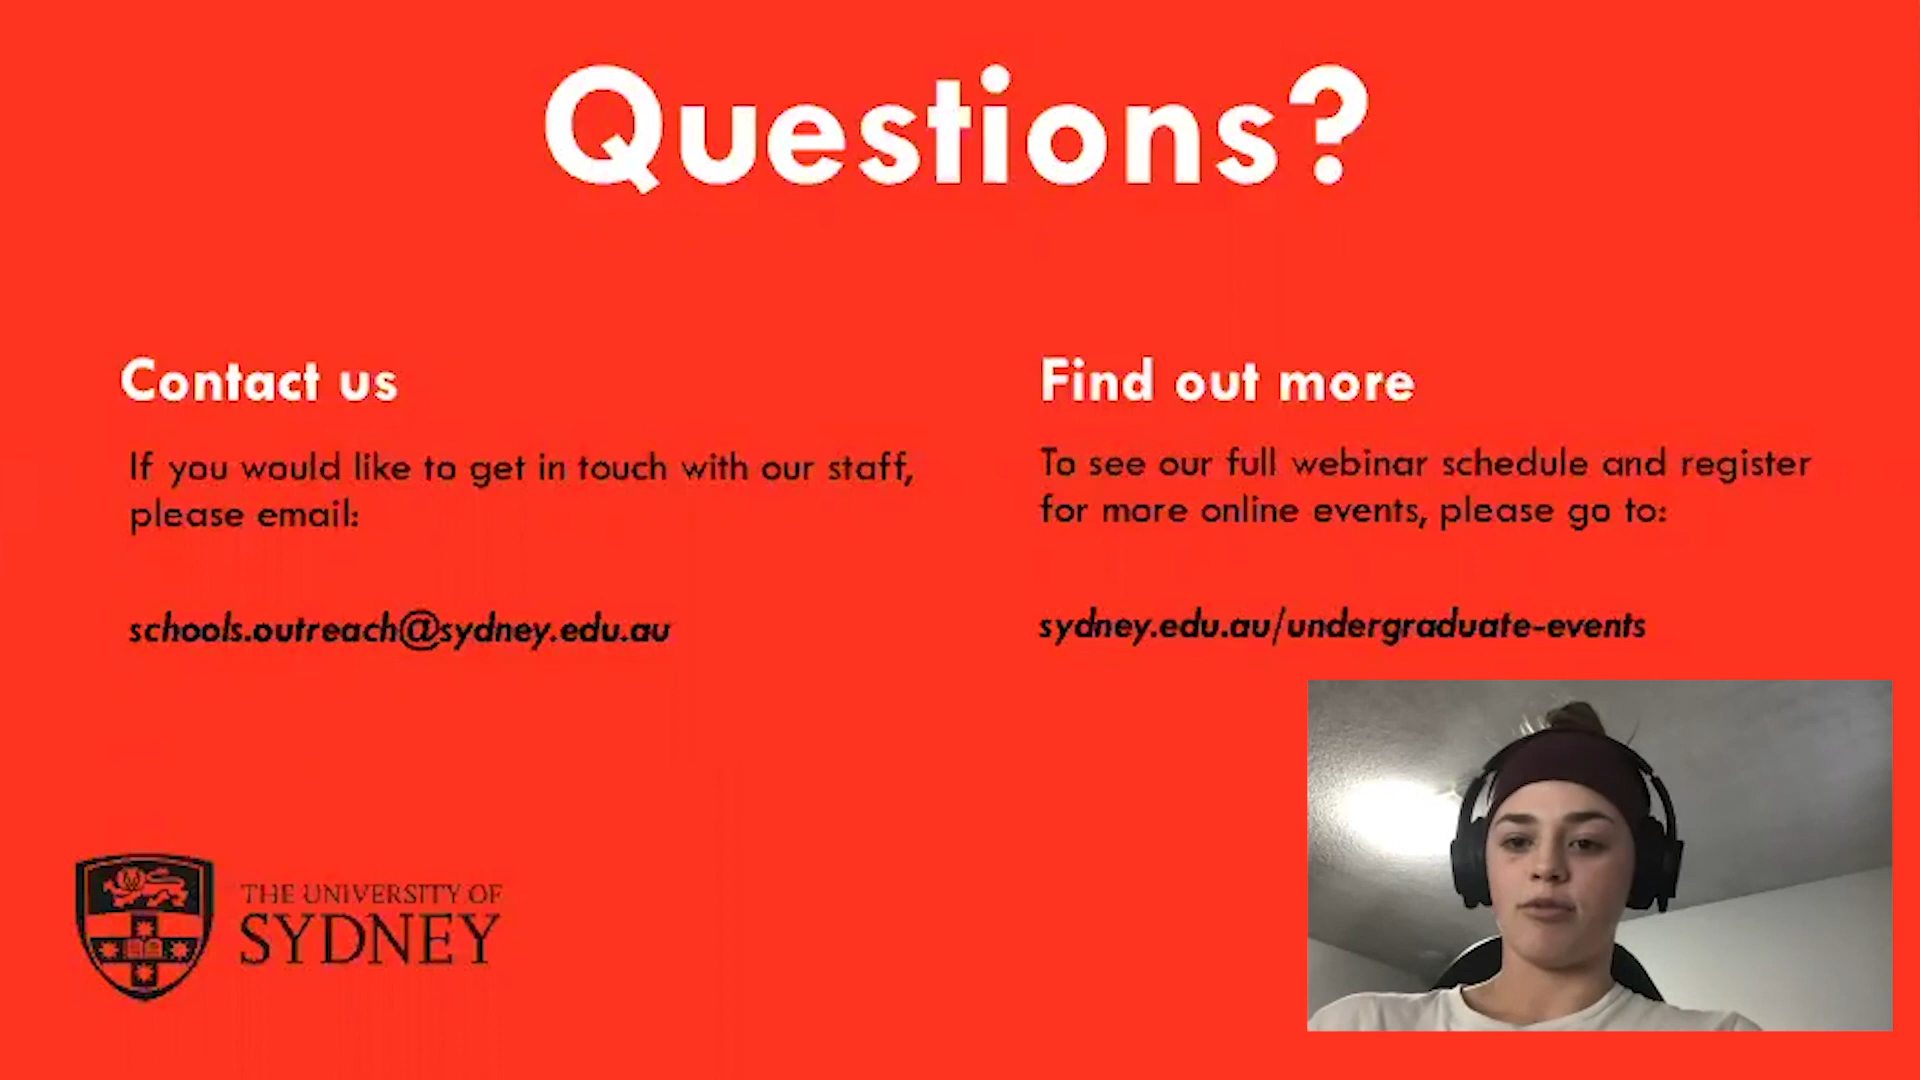 Questions?
Contact us
If you would like to get in touch with our staff,
please email:
schools.outreach@sydney.edu.au
Find out more
To see our full webinar schedule and register
for more online events, please go to:
sydney.edu.au/undergraduate-events
THE UNIVERSITY OF
SYDNEY